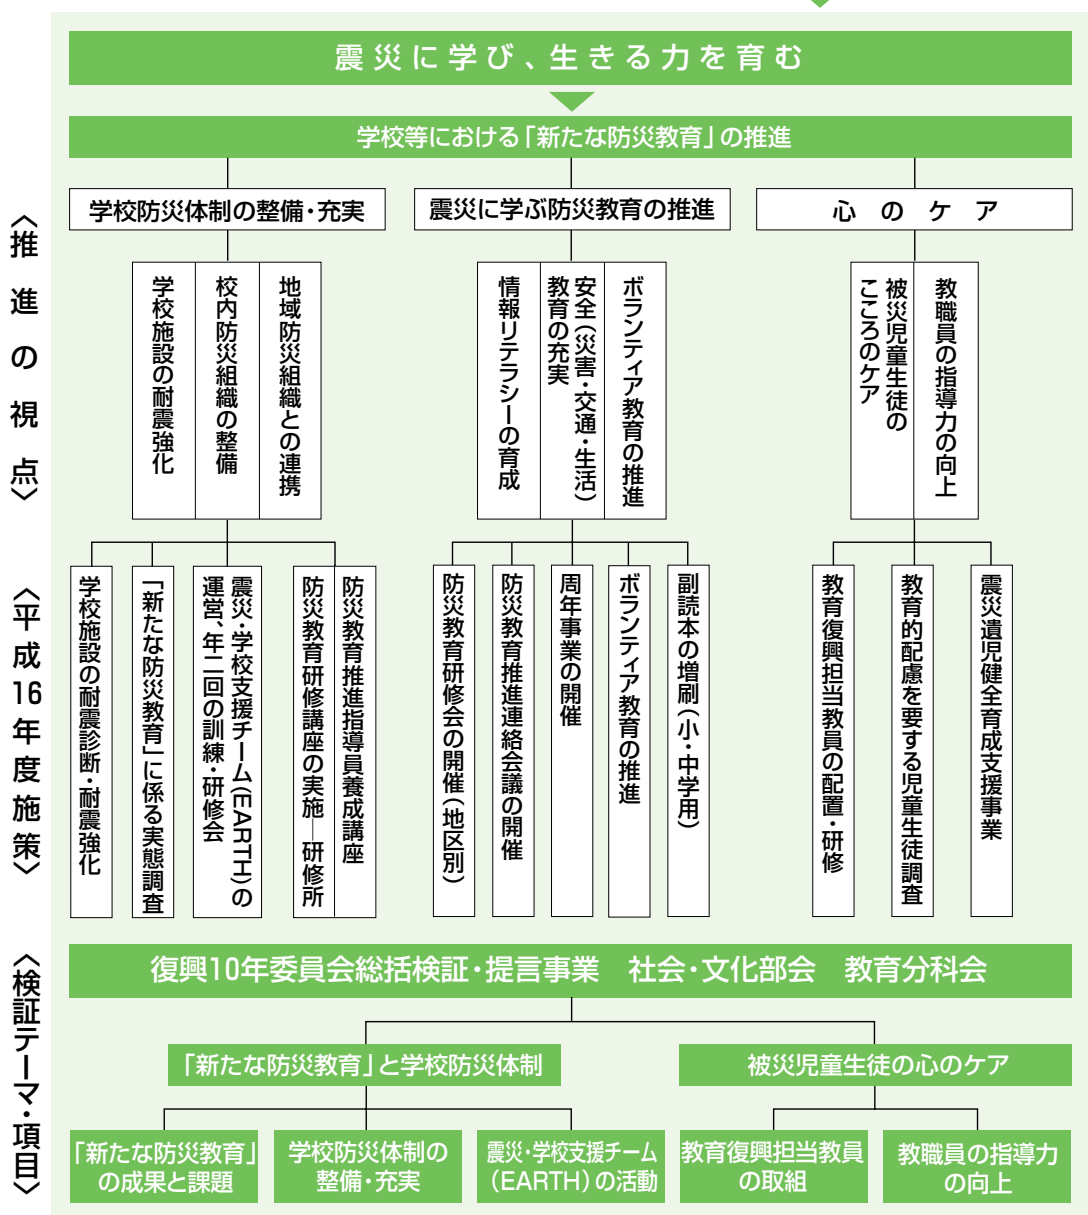 震災に学び、生きる力を育む
学校等における「新たな防災教育」の推進
〈推進の視点〉
学校防災体制の整備・充実
震災に学ぶ防災教育の推進
心のケア
学校施設の耐震強化
校内防災組織の整備
地域防災組織との連携
情報リテラシーの育成
安全(災害・交通・生活)
教育の充実
ボランティア教育の推進
被災児童生徒の
こころのケア
教職員の指導力の向上
〈平成16年度施策〉
学校施設の耐震診断・耐震強化
「新たな防災教育」に係る実態調査
震災・学校支援チーム(EARTH)の
運営、年二回の訓練・研修会
防災教育推進指導員養成講座
防災教育研修講座の実施―研修所
防災教育研修会の開催(地区別)
防災教育推進連絡会議の開催
周年事業の開催
ボランティア教育の推進
副読本の増刷(小・中学用)
教育復興担当教員の配置・研修
教育的配慮を要する児童生徒調査
震災遺児健全育成支援事業
〈検証テーマ・項目〉
復興10年委員会総括検証・提言事業　社会・文化部会　教育分科会
「新たな防災教育」と学校防災体制
被災児童生徒の心のケア
「新たな防災教育」
の成果と課題
学校防災体制の
整備・充実
震災・学校支援チーム
(EARTH)の活動
教育復興担当教員
の取組
教職員の指導力
の向上